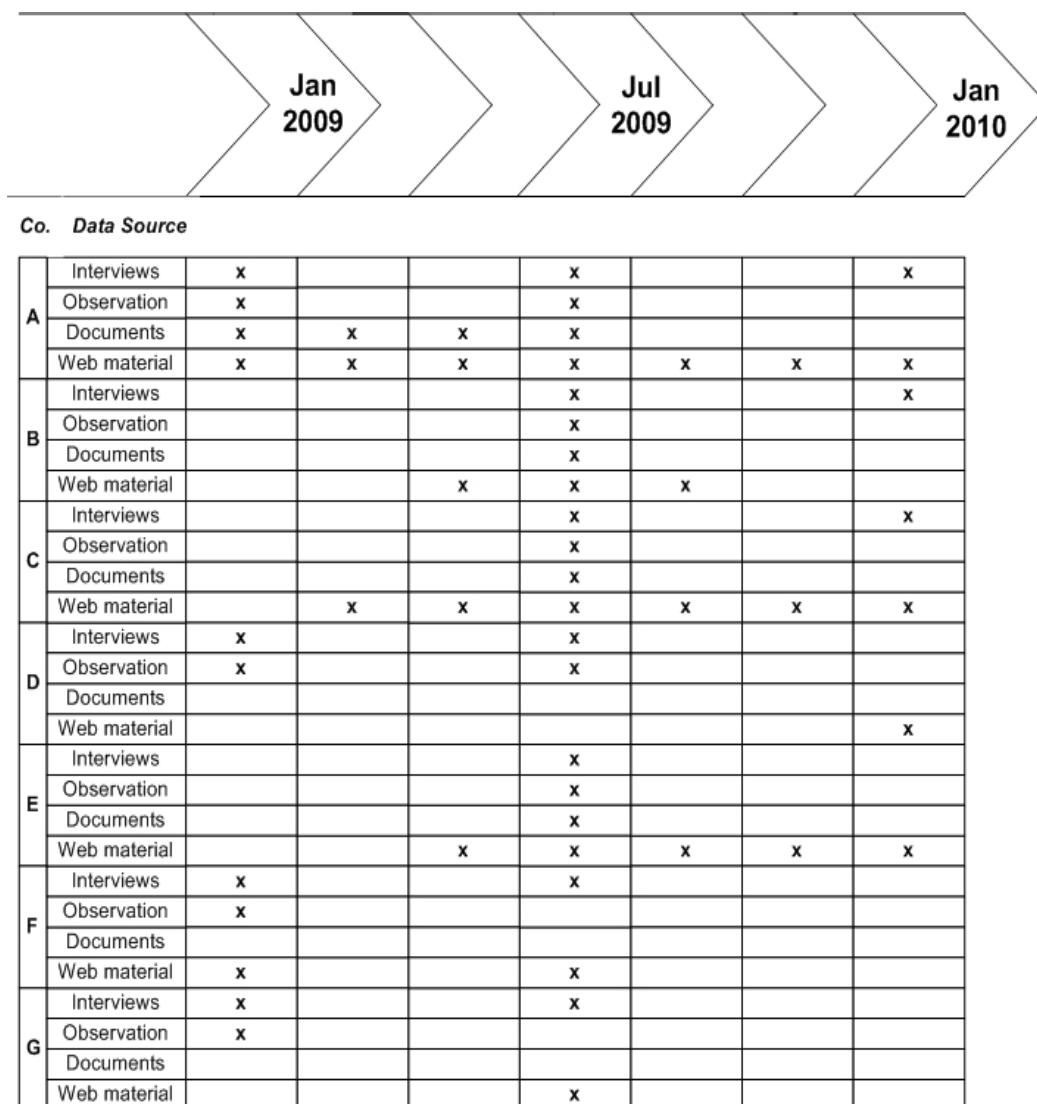 Jan Jul Jan
2009 2009 2010
Co. Data Source
A
Interviews x x x
Observation x x
Documents x x x x
Web material x x x x x x x
B
Interviews x x
Observation x
Documents x
Web material x x x
C
Interviews x x
Observation x
Documents x
Web material x x x x x x
D
Interviews x x
Observation x x
Documents
Web material x
E
Interviews x
Observation x
Documents x
Web material x x x x x
F
Interviews x x
Observation x
Documents
Web material x x
G
Interviews x x
Observation x
Documents
Web material x